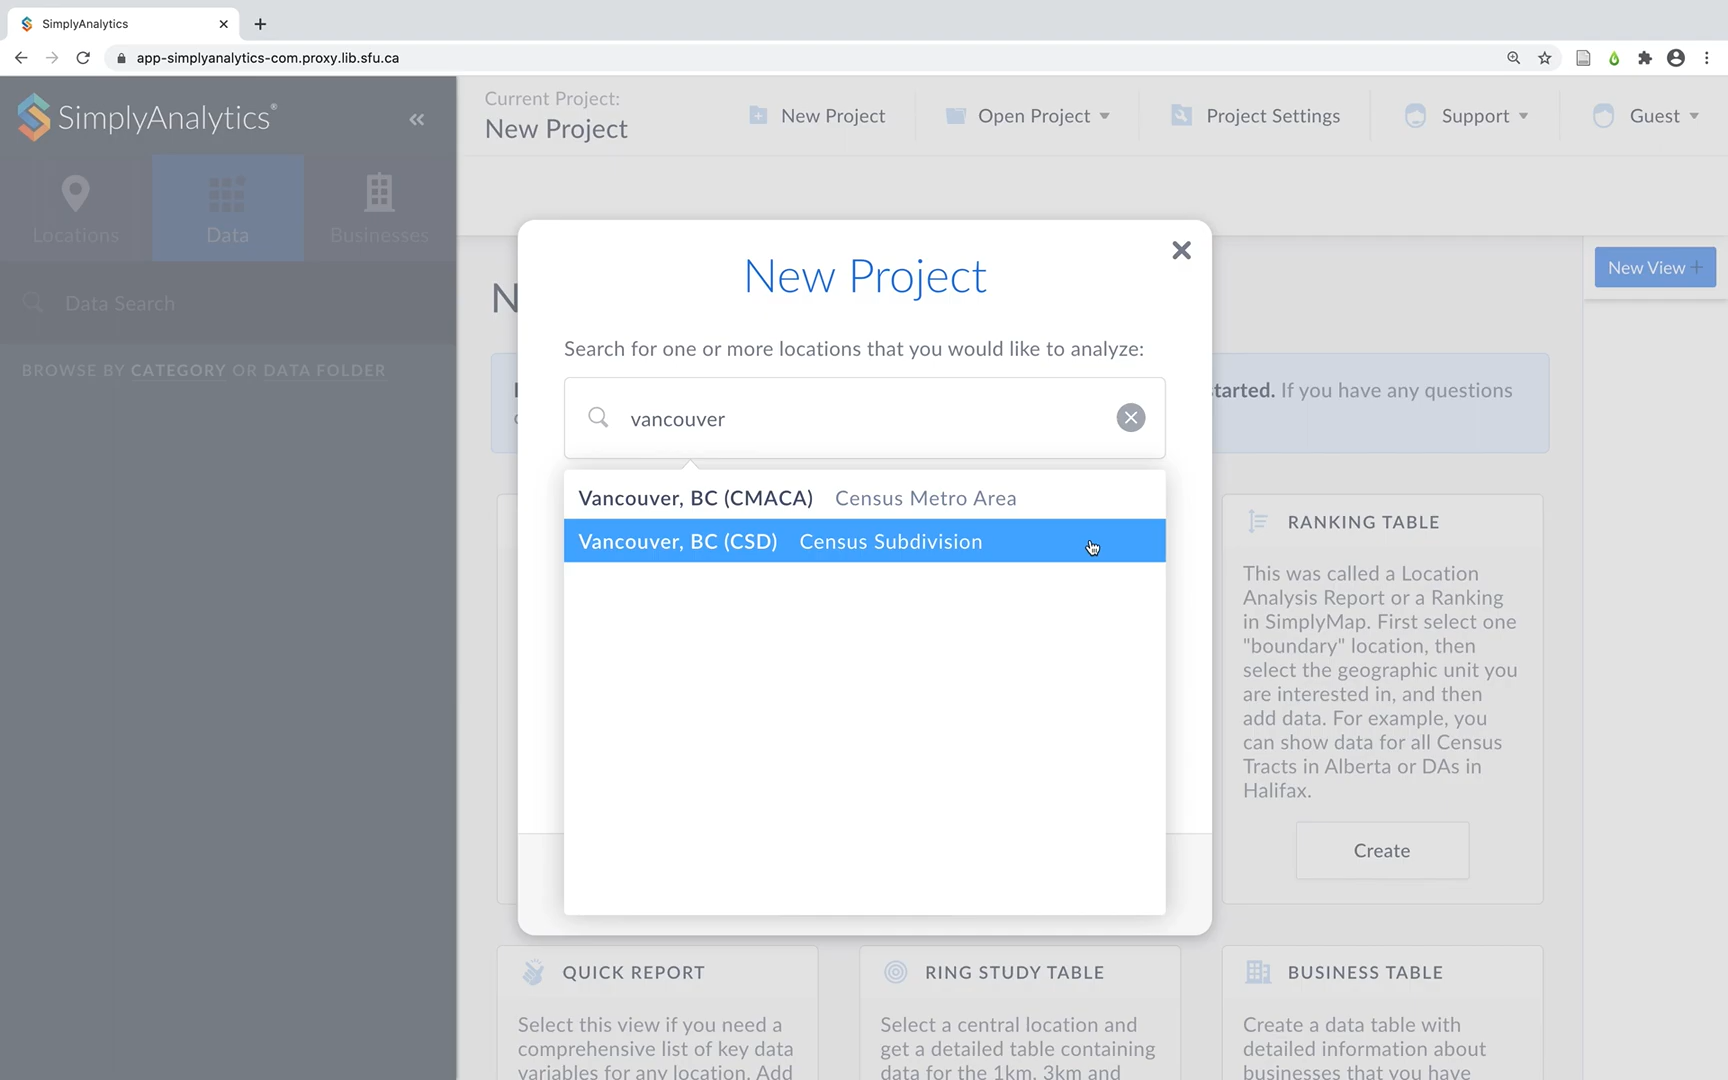 SimplyAnalytics
app-simplyanalytics-com.proxy.lib.sfu.ca
SimplyAnalytics®
Current Project:
New Project
New Project
Open Project
Project Settings
Support
Guest
Locations
Data
Businesses
Data Search
BROWSE BY CATEGORY OR DATA FOLDER
New View +
N
tarted. If you have any questions
New Project
Search for one or more locations that you would like to analyze:
vancouver
Vancouver, BC (CMACA) Census Metro Area
Vancouver, BC (CSD) Census Subdivision
RANKING TABLE
This was called a Location
Analysis Report or a Ranking
in SimplyMap. First select one
"boundary" location, then
select the geographic unit you
are interested in, and then
add data. For example, you
can show data for all Census
Tracts in Alberta or DAs in
Halifax.
Create
QUICK REPORT
Select this view if you need a
comprehensive list of key data
variables for any location. Add
RING STUDY TABLE
Select a central location and
get a detailed table containing
data for the 1km, 3km and
BUSINESS TABLE
Create a data table with
detailed information about
businesses that you have